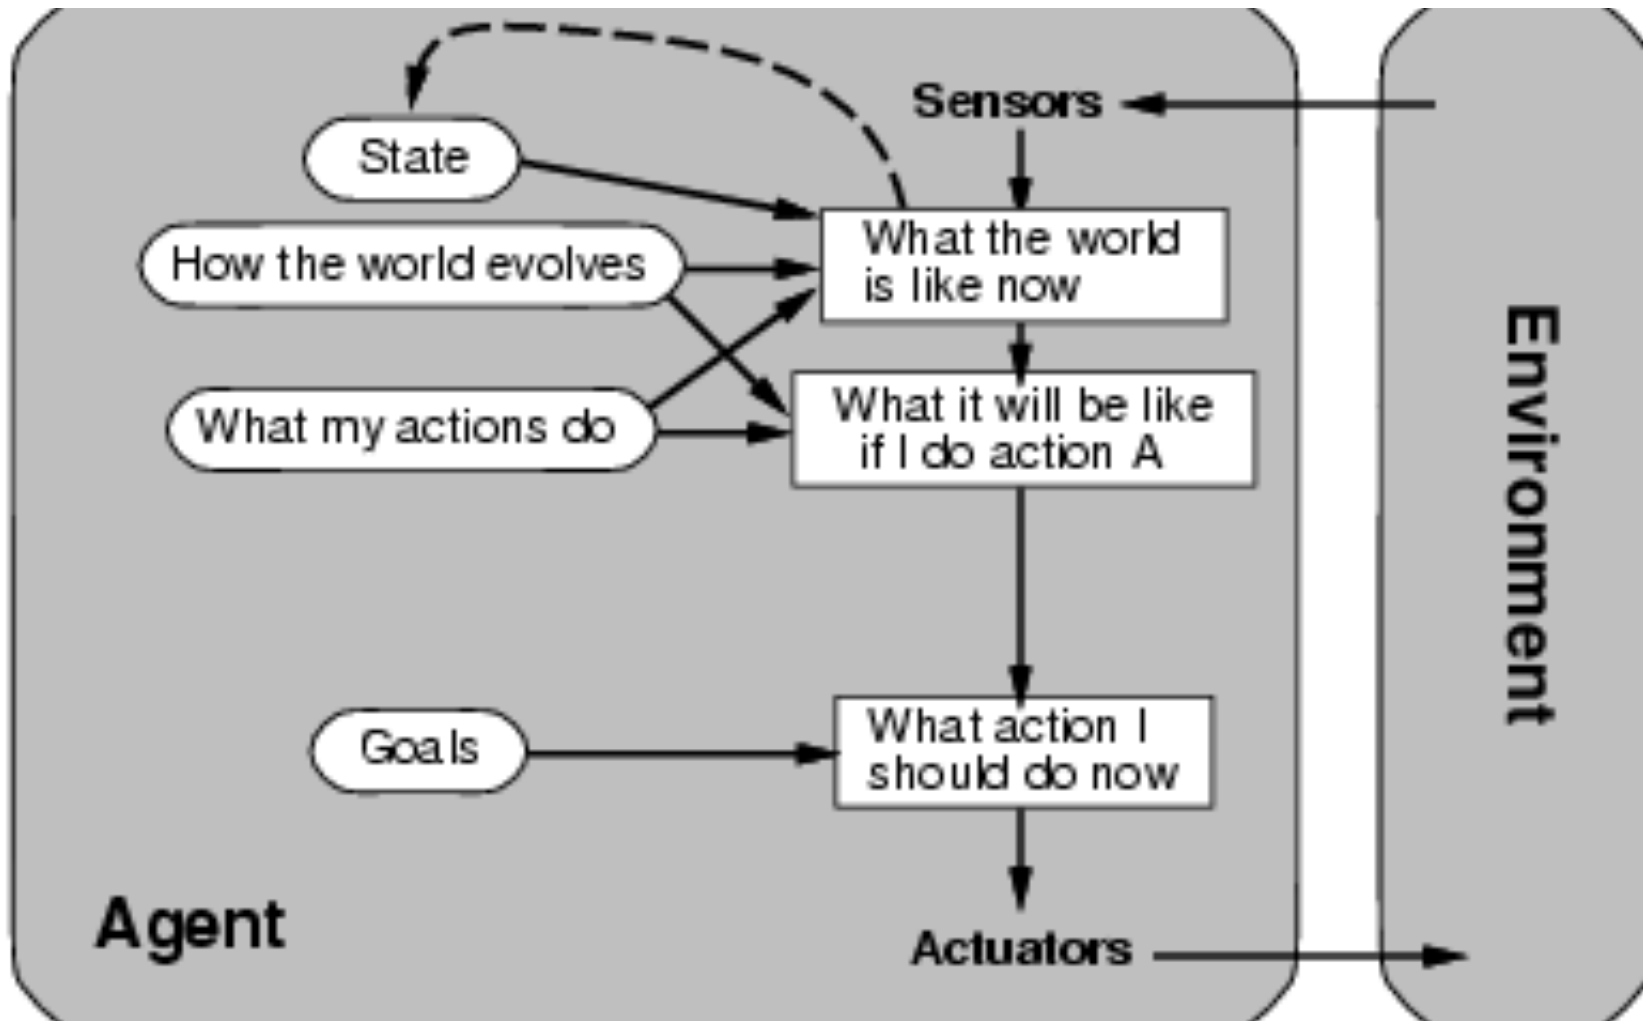 Sensors
State
What the world
is like now
How the world evolves
What it will be like
if I do action A
What my actions do
Environment
What action I
should do now
Goals
Agent
Actuators